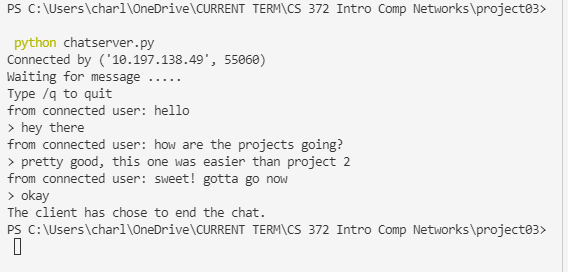 PS C:\Users\charl\OneDrive\CURRENT TERM\CS 372 Intro Comp Networks\project03>
python chatserver.py
Connected by ('10.197.138.49', 55060)
Waiting for message .....
Type /q to quit
from connected user: hello
> hey there
from connected user: how are the projects going?
> pretty good, this one was easier than project 2
from connected user: sweet! gotta go now
> okay
The client has chose to end the chat.
PS C:\Users\charl\OneDrive\CURRENT TERM\CS 372 Intro Comp Networks\project03>